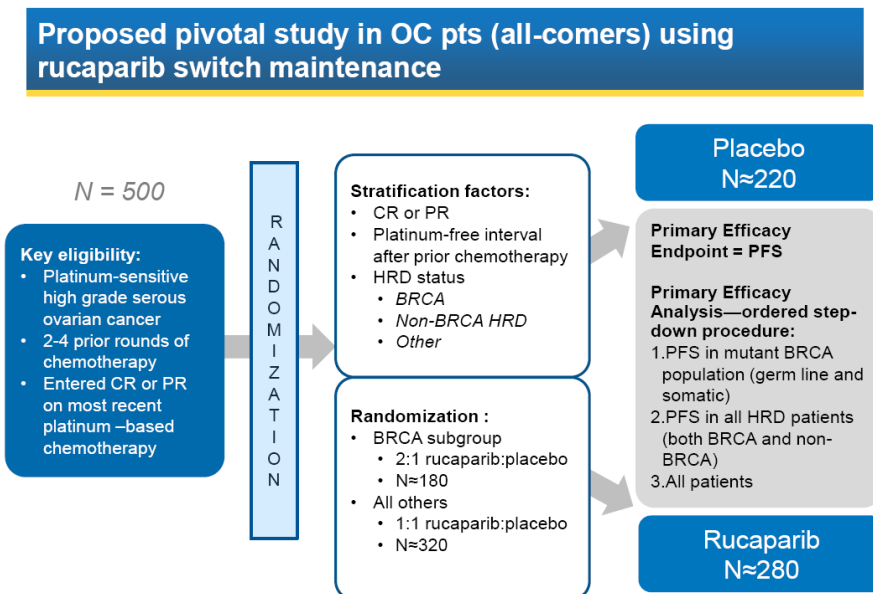 Proposed pivotal study in OC pts (all-comers) using
rucaparib switch maintenance
N = 500
Key eligibility:
• Platinum-sensitive
high grade serous
ovarian cancer
• 2-4 prior rounds of
chemotherapy
• Entered CR or PR
on most recent
platinum –based
chemotherapy
R
A
N
D
O
M
I
Z
A
T
I
O
N
Stratification factors:
• CR or PR
• Platinum-free interval
after prior chemotherapy
• HRD status
• BRCA
• Non-BRCA HRD
• Other
Randomization :
• BRCA subgroup
• 2:1 rucaparib:placebo
• N≈180
• All others
• 1:1 rucaparib:placebo
• N≈320
Placebo
N≈220
Primary Efficacy
Endpoint = PFS
Primary Efficacy
Analysis—ordered step-
down procedure:
1.PFS in mutant BRCA
population (germ line and
somatic)
2.PFS in all HRD patients
(both BRCA and non-
BRCA)
3.All patients
Rucaparib
N≈280